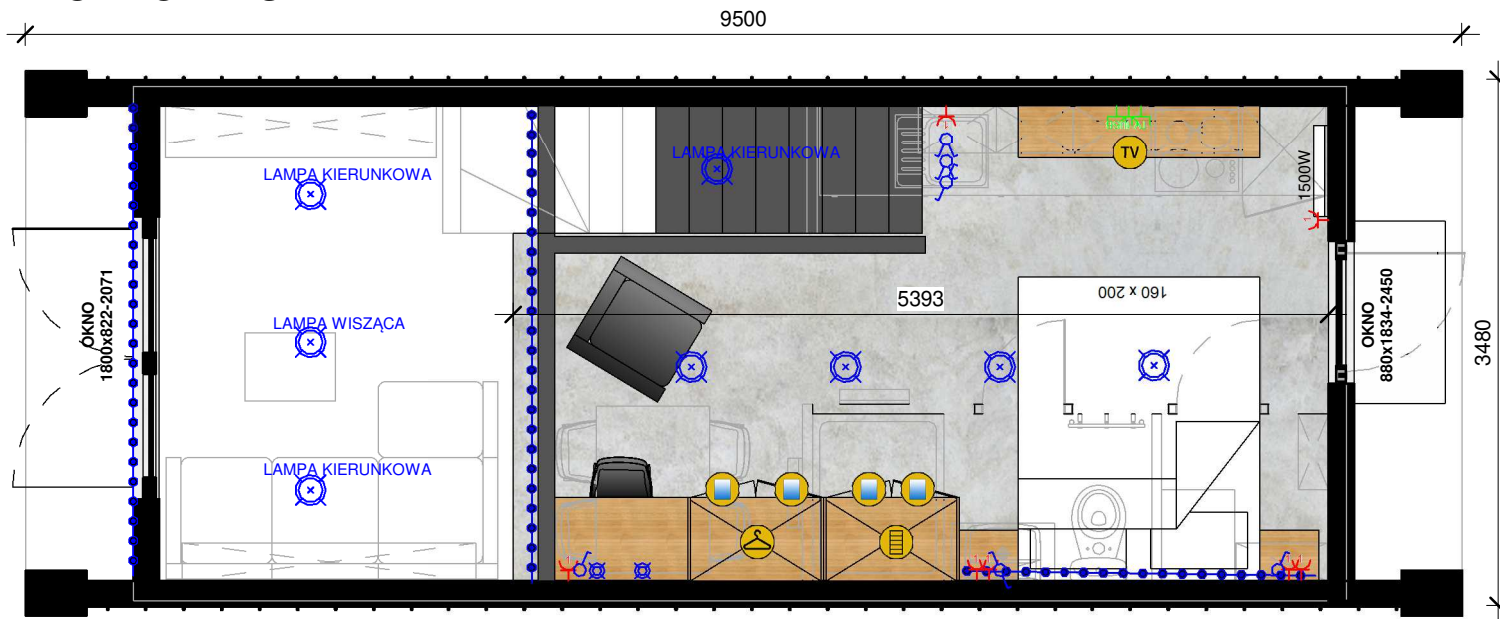 9500
LAMPA KIERUNKOWA
LAMPA KIERUNKOWA
TV
1500W
160 x 200
5393
OKNO
1800x822-2071
LAMPA WISZĄCA
OKNO
880x1834-2450
3480
LAMPA KIERUNKOWA